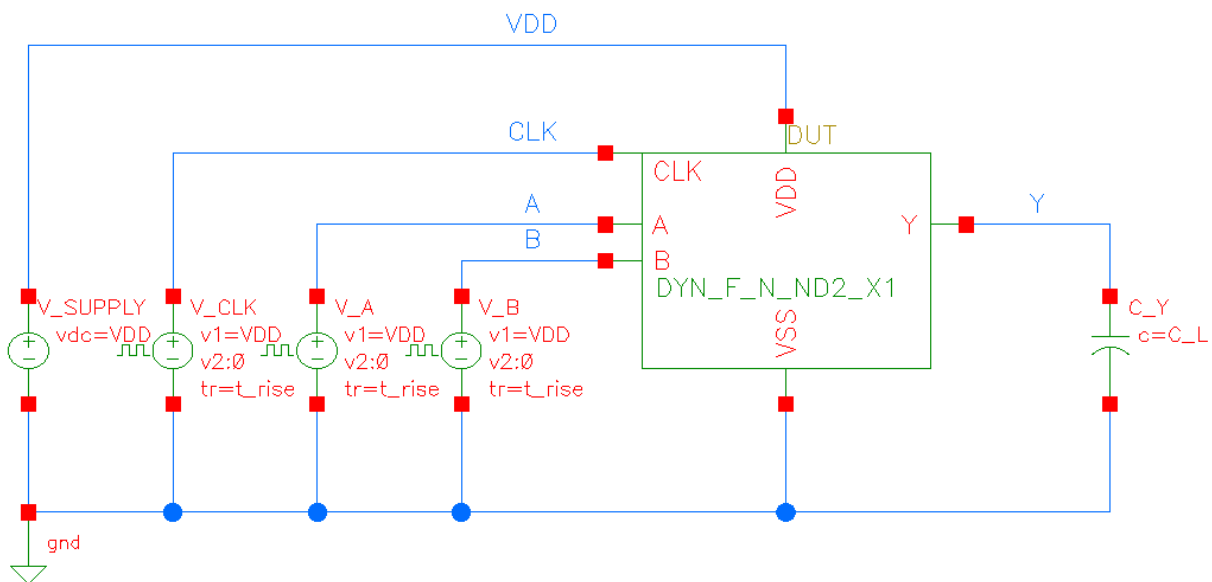 VDD
CLK
DUT
CLK
VDD
A
A
Y
Y
B
B
DYN_F_N_ND2_X1
VSS
V_SUPPLY
vdc=VDD
V_CLK
v1=VDD
v2:0
tr=t_rise
V_A
v1=VDD
v2:0
tr=t_rise
V_B
v1=VDD
v2:0
tr=t_rise
C_Y
c=C_L
gnd